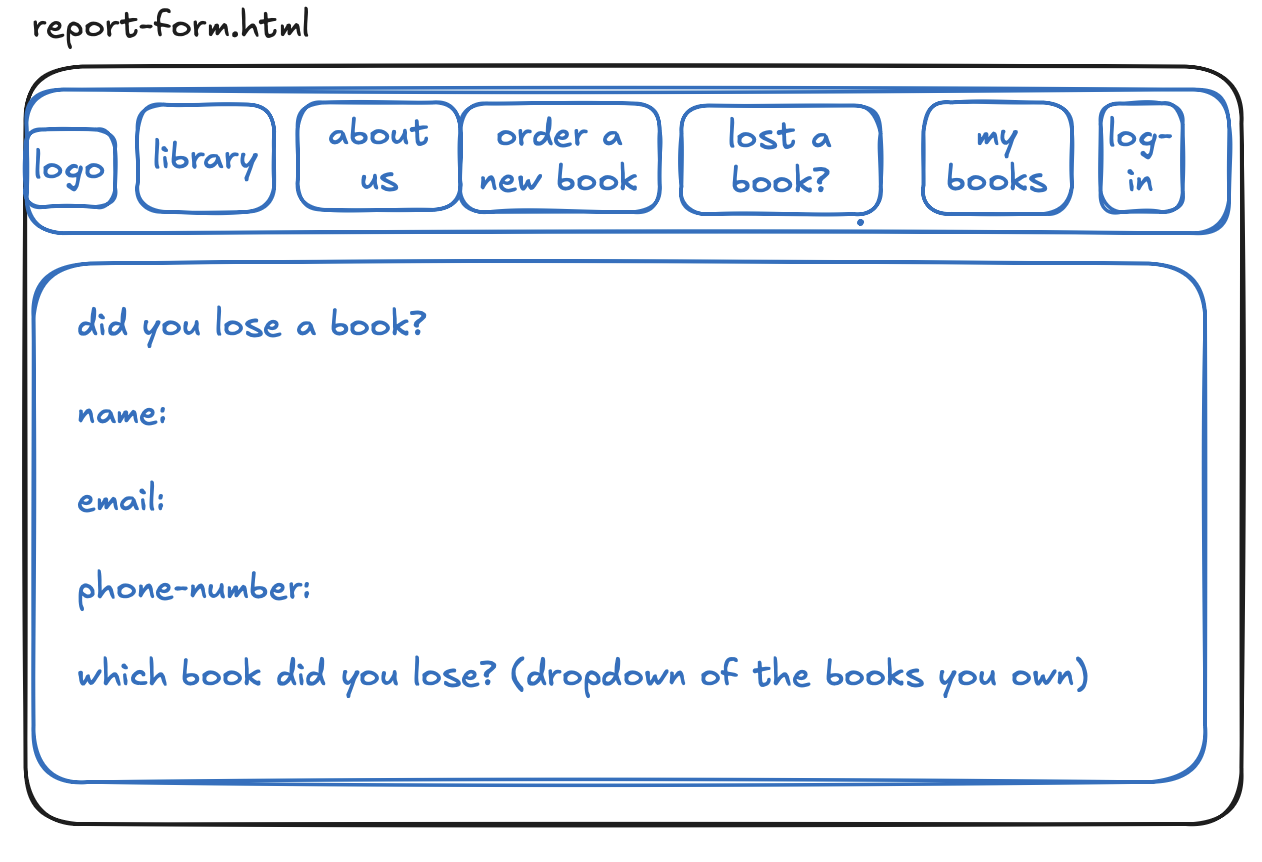 report-form.html
logo
library
about
us
order a
new book
lost a
book?
my
books
log-
in
did you lose a book?
name:
email:
phone-number:
which book did you lose? (dropdown of the books you own)